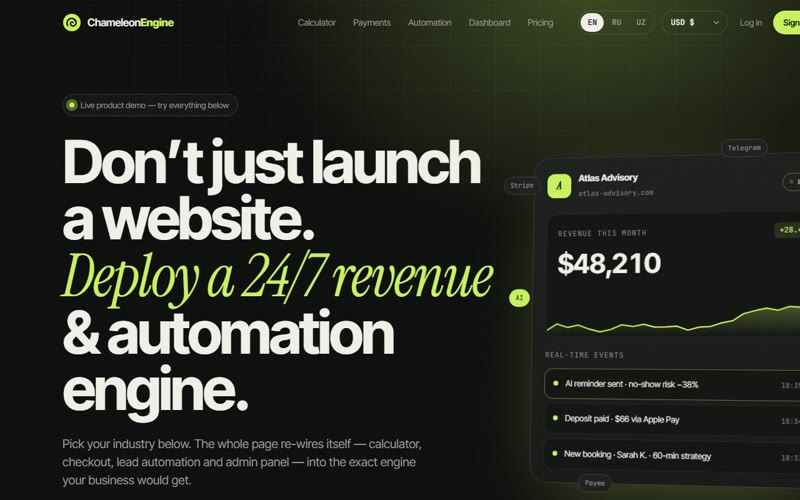 ChameleonEngine
Calculator Payments Automation Dashboard Pricing
EN RU UZ
USD $
Log in
Live product demo — try everything below
Don’t just launch
a website.
Deploy a 24/7 revenue
& automation
engine.
Pick your industry below. The whole page re-wires itself — calculator,
checkout, lead automation and admin panel — into the exact engine
your business would get.
Telegram
Stripe
Atlas Advisory
atlas-advisory.com
REVENUE THIS MONTH
$48,210
AI
REAL-TIME EVENTS
AI reminder sent · no-show risk −38%
Deposit paid · $66 via Apple Pay
New booking · Sarah K. · 60-min strategy
Payme